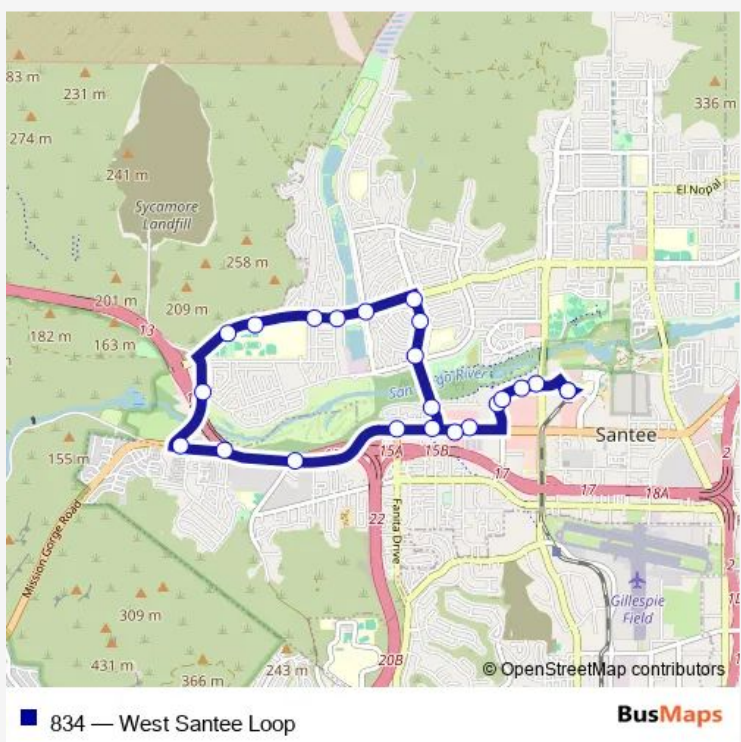 83 m
231 m
336 m
274 m
241 m
El Nopal
Sycamore
Landfill
258 m
201 m
209 m
13
182 m
163 m
San
go River
Santee
155 m
15A
15B
17
17
18A
2
22
Fanita Drive
Mission Gorge Road
Gillespie
Field
309 m
431 m
366 m
243 m
20B
© OpenStreetMap contributors
834 — West Santee Loop
BusMaps